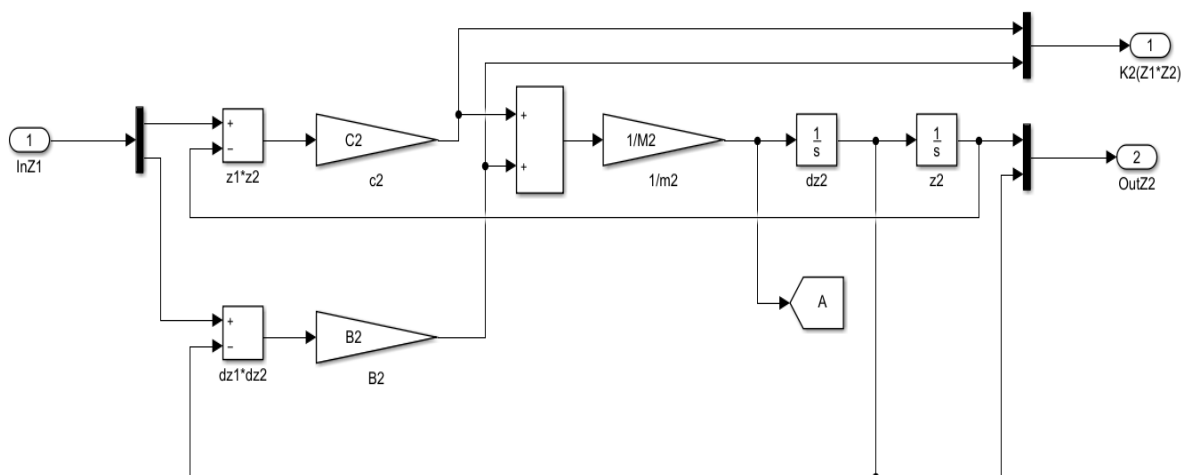 1
K2(Z1*Z2)
1
InZ1
+
−
z1*z2
C2
c2
+
+
1/M2
1/m2
1
s
dz2
1
s
z2
2
OutZ2
A
+
−
dz1*dz2
B2
B2